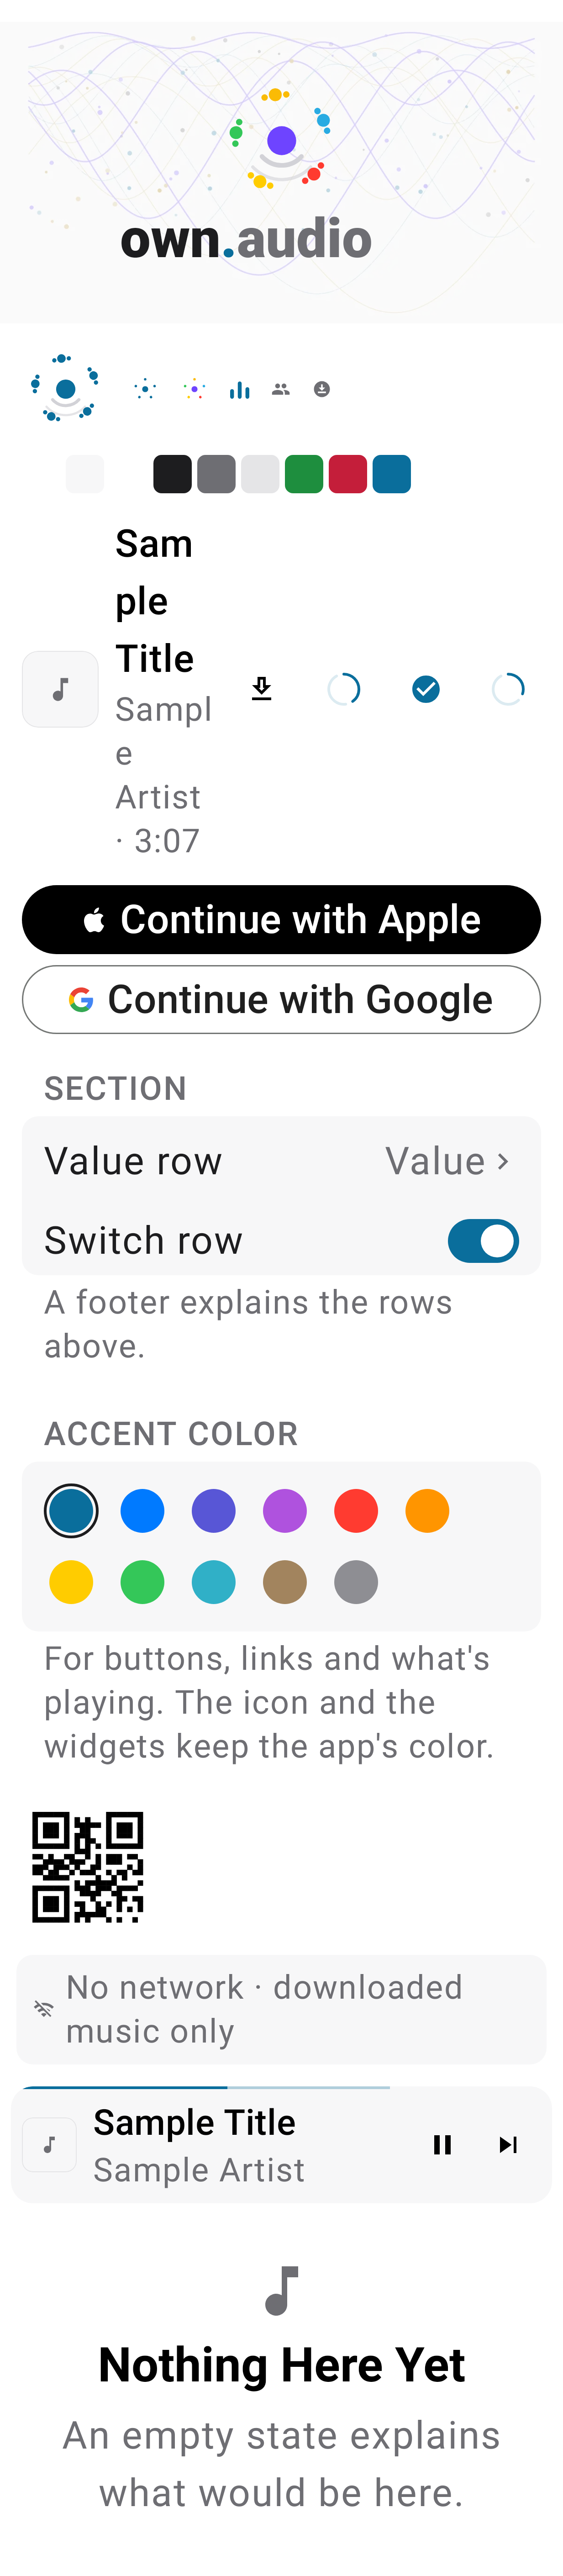 own.audio
Sam
ple
Title
Sampl
e
Artist
· 3:07
Continue with Apple
Continue with Google
SECTION
Value row Value
Switch row
A footer explains the rows
above.
ACCENT COLOR
For buttons, links and what's
playing. The icon and the
widgets keep the app's color.
No network · downloaded
music only
Sample Title
Sample Artist
Nothing Here Yet
An empty state explains
what would be here.